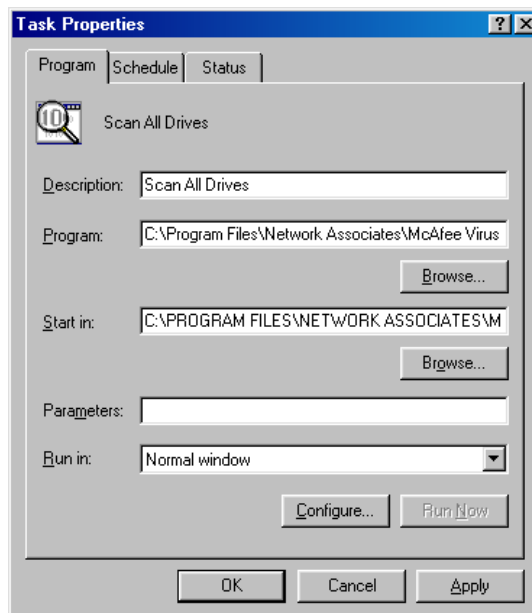 Task Properties
Program Schedule Status
Scan All Drives
Description: Scan All Drives
Program: C:\Program Files\Network Associates\McAfee Virus
Browse...
Start in: C:\PROGRAM FILES\NETWORK ASSOCIATES\M
Browse...
Parameters:
Run in: Normal window
Configure... Run Now
OK Cancel Apply